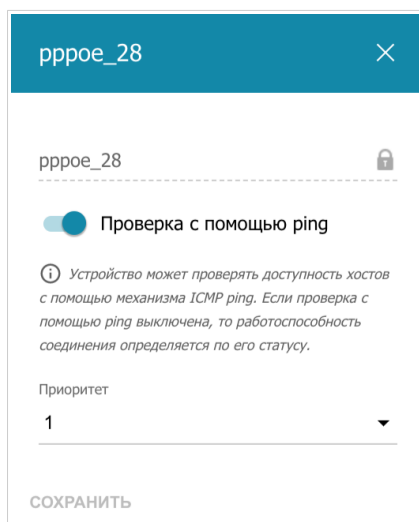 pppoe_28
pppoe_28
Проверка с помощью ping
Устройство может проверять доступность хостов
с помощью механизма ICMP ping. Если проверка с
помощью ping выключена, то работоспособность
соединения определяется по его статусу.
Приоритет
1
СОХРАНИТЬ